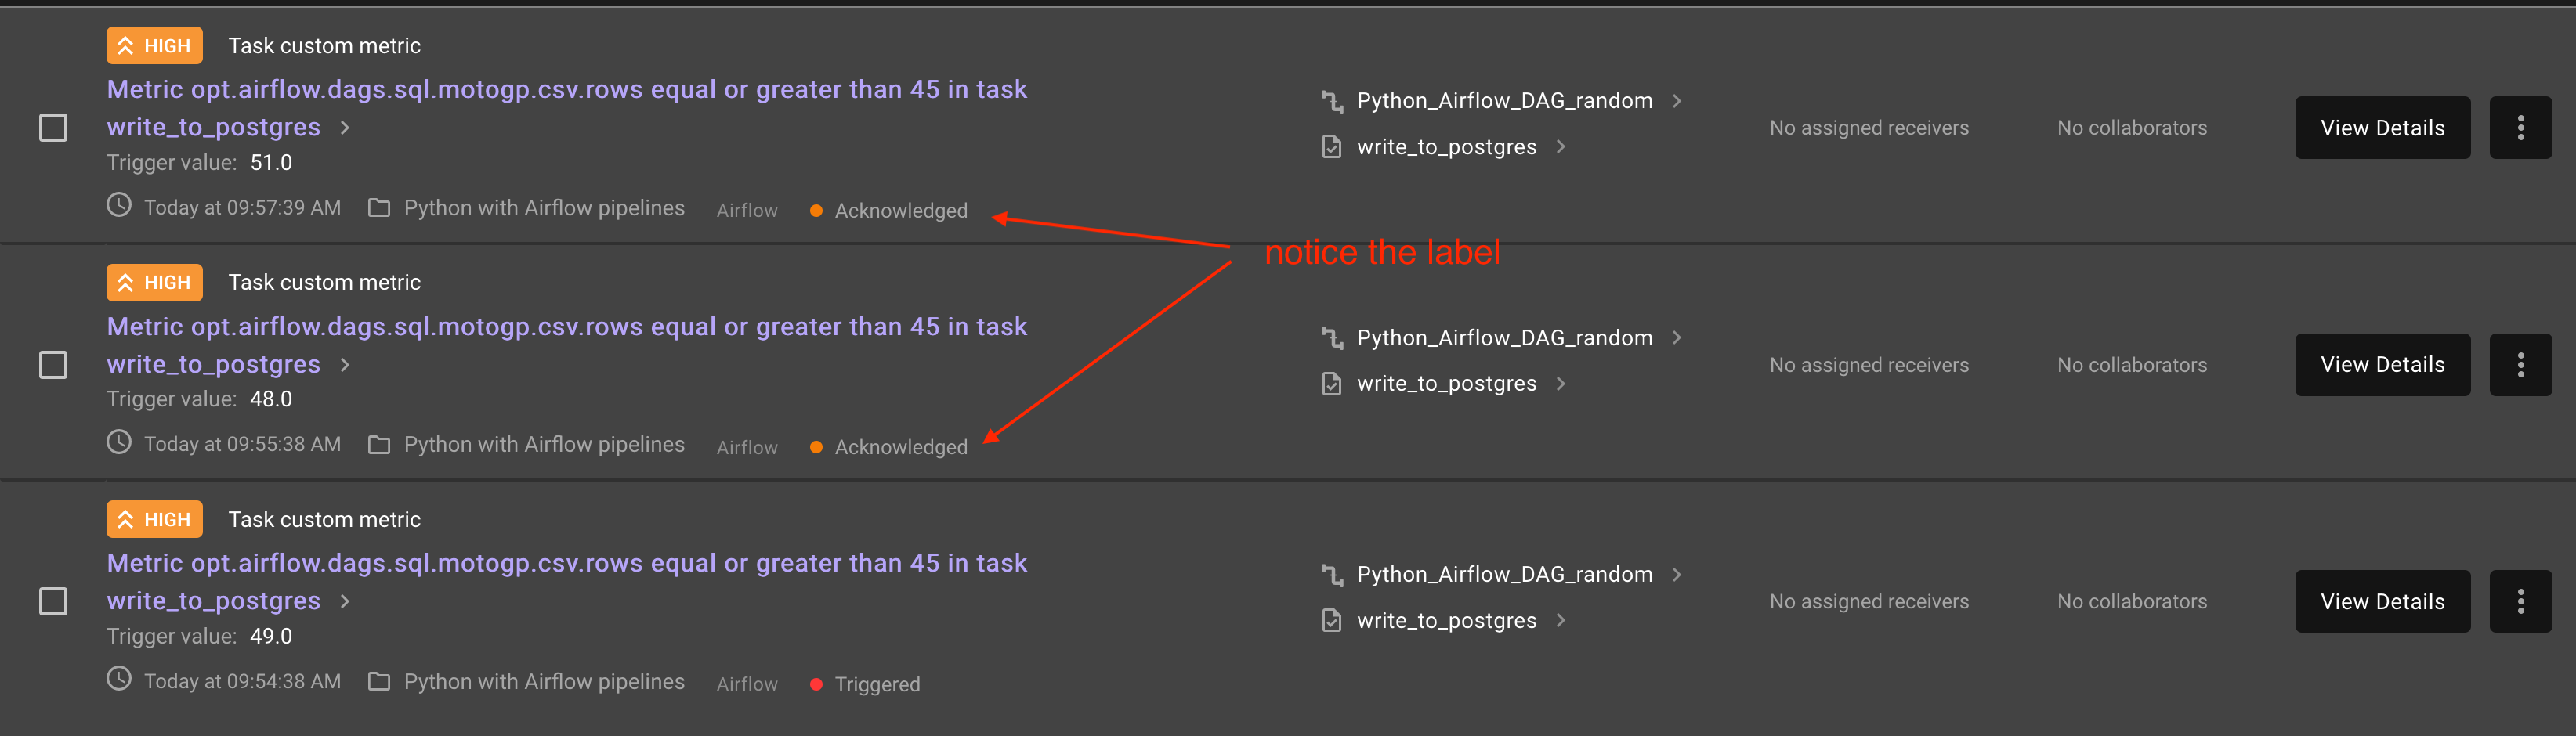 HIGH Task custom metric
Metric opt.airflow.dags.sql.motogp.csv.rows equal or greater than 45 in task
write_to_postgres
Trigger value: 51.0
Today at 09:57:39 AM Python with Airflow pipelines Airflow Acknowledged
Python_Airflow_DAG_random
write_to_postgres
No assigned receivers
No collaborators
View Details
notice the label
HIGH Task custom metric
Metric opt.airflow.dags.sql.motogp.csv.rows equal or greater than 45 in task
write_to_postgres
Trigger value: 48.0
Today at 09:55:38 AM Python with Airflow pipelines Airflow Acknowledged
Python_Airflow_DAG_random
write_to_postgres
No assigned receivers
No collaborators
View Details
HIGH Task custom metric
Metric opt.airflow.dags.sql.motogp.csv.rows equal or greater than 45 in task
write_to_postgres
Trigger value: 49.0
Today at 09:54:38 AM Python with Airflow pipelines Airflow Triggered
Python_Airflow_DAG_random
write_to_postgres
No assigned receivers
No collaborators
View Details